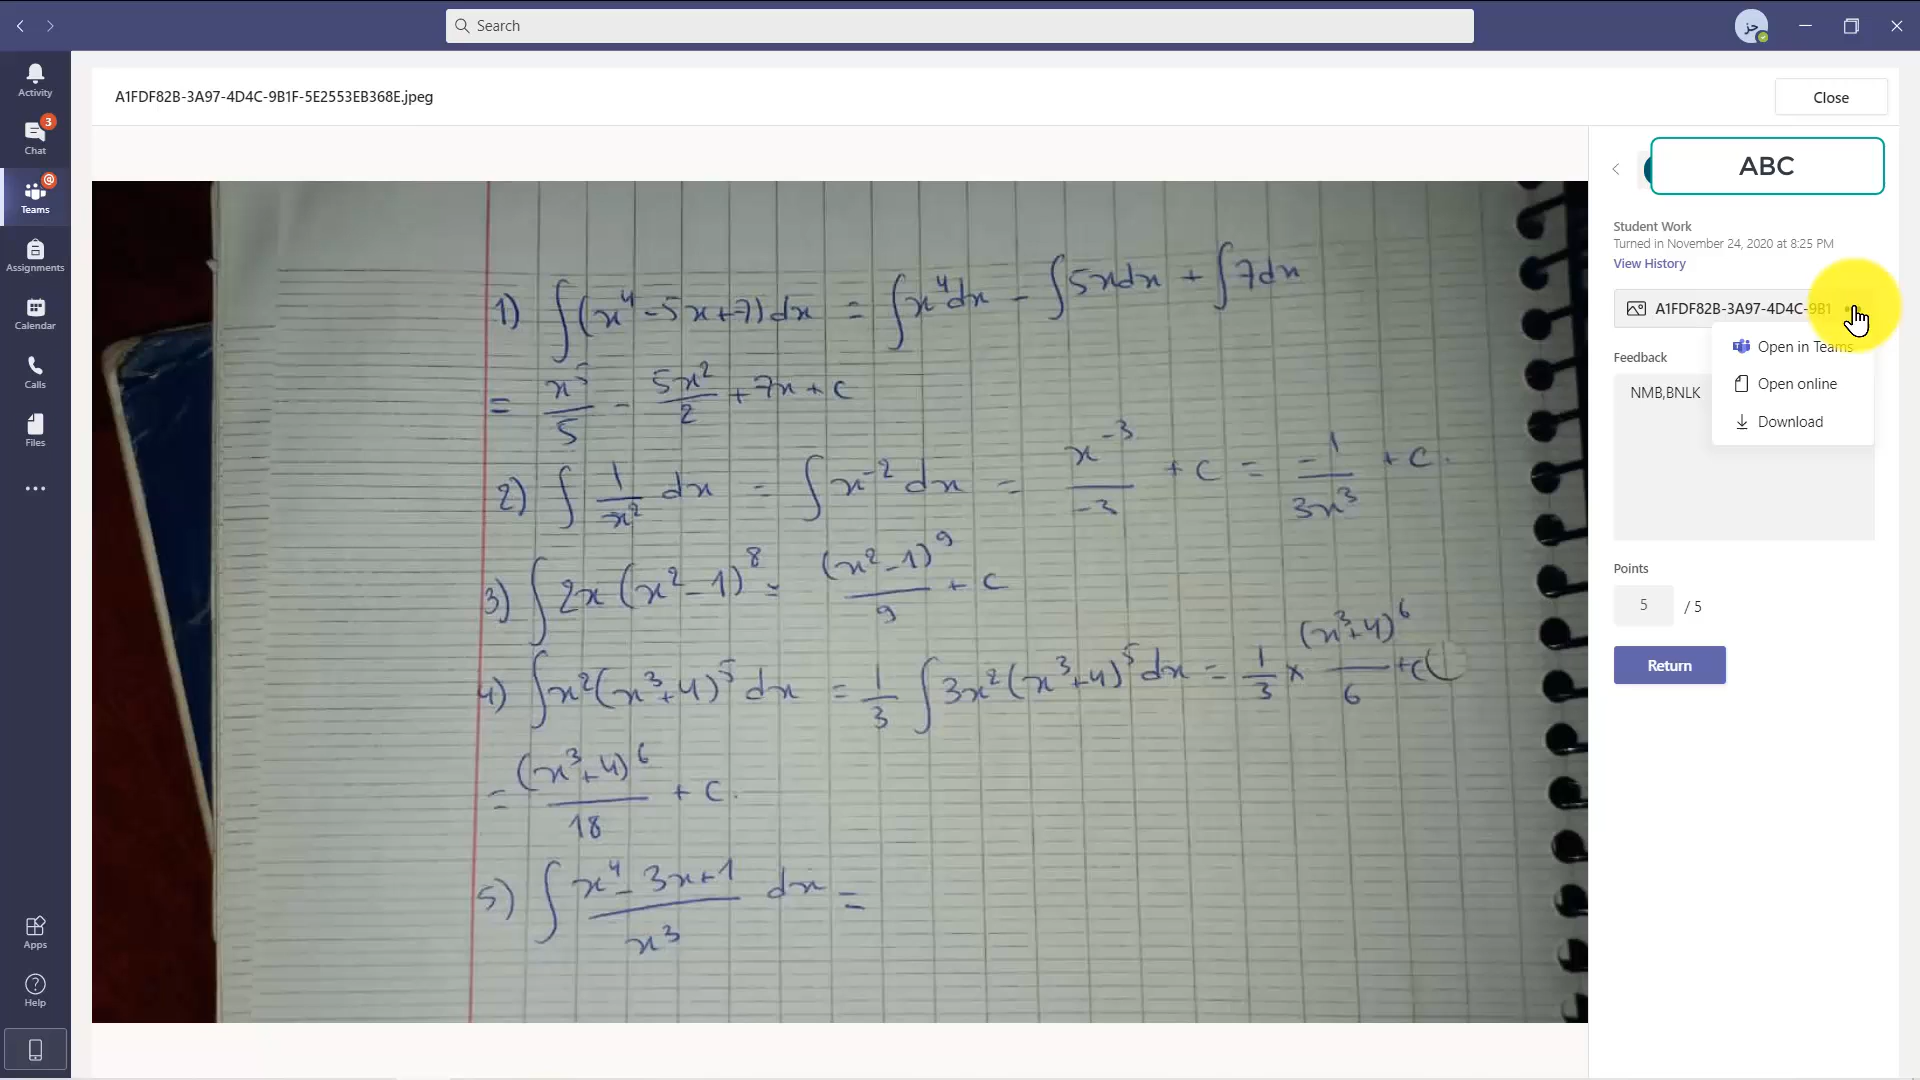 Search
حز
Activity
Chat
3
Teams
@
Assignments
Calendar
Calls
Files
Apps
Help
A1FDF82B-3A97-4D4C-9B1F-5E2553EB368E.jpeg
Close
1) ∫(x⁴-5x+7)dx = ∫x⁴dx - ∫5xdx + ∫7dx
= x⁵/5 - 5x²/2 + 7x + c
2) ∫ 1/x² dx = ∫x⁻² dx = x⁻³/-3 + c = -1/3x³ + c.
3) ∫2x(x²-1)⁸ = (x²-1)⁹/9 + c
4) ∫x²(x³+4)⁵ dx = 1/3 ∫3x²(x³+4)⁵ dx = 1/3 × (x³+4)⁶/6 + c
= (x³+4)⁶/18 + c.
5) ∫ x⁴-3x+1/x³ dx =
ABC
Student Work
Turned in November 24, 2020 at 8:25 PM
View History
A1FDF82B-3A97-4D4C-9B1
Open in Teams
Open online
Download
Feedback
NMB,BNLK
Points
5 / 5
Return